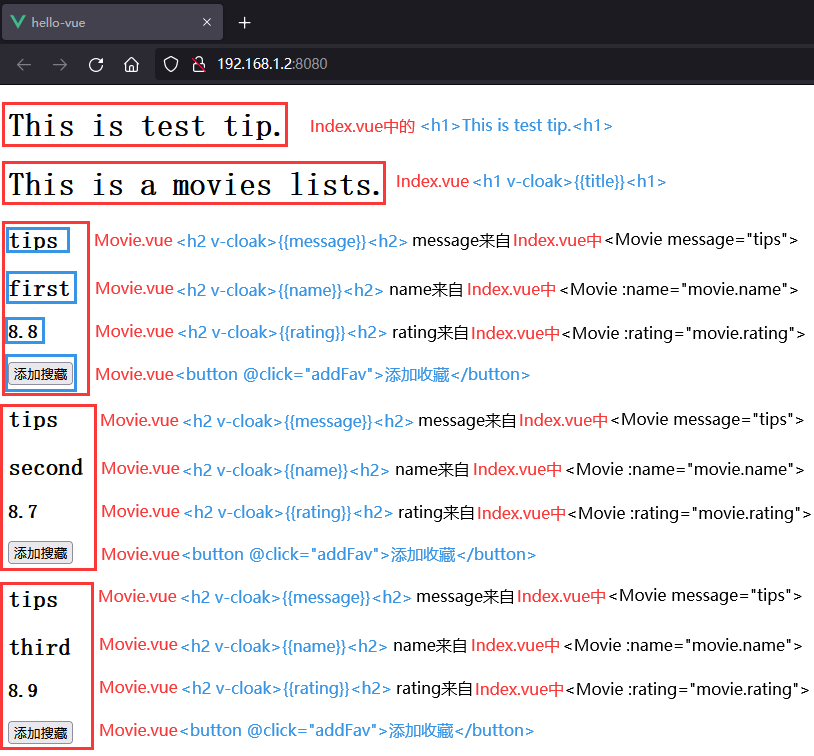 hello-vue
192.168.1.2:8080
This is test tip. Index.vue中的 <h1>This is test tip.<h1>
This is a movies lists. Index.vue <h1 v-cloak>{{title}}<h1>
tips Movie.vue <h2 v-cloak>{{message}}<h2> message来自Index.vue中<Movie message="tips">
first Movie.vue <h2 v-cloak>{{name}}<h2> name来自 Index.vue中 <Movie :name="movie.name">
8.8 Movie.vue <h2 v-cloak>{{rating}}<h2> rating来自Index.vue中<Movie :rating="movie.rating">
添加搜藏 Movie.vue<button @click="addFav">添加收藏</button>
tips Movie.vue <h2 v-cloak>{{message}}<h2> message来自Index.vue中<Movie message="tips">
second Movie.vue <h2 v-cloak>{{name}}<h2> name来自 Index.vue中 <Movie :name="movie.name">
8.7 Movie.vue <h2 v-cloak>{{rating}}<h2> rating来自Index.vue中<Movie :rating="movie.rating">
添加搜藏 Movie.vue<button @click="addFav">添加收藏</button>
tips Movie.vue <h2 v-cloak>{{message}}<h2> message来自Index.vue中<Movie message="tips">
third Movie.vue <h2 v-cloak>{{name}}<h2> name来自 Index.vue中 <Movie :name="movie.name">
8.9 Movie.vue <h2 v-cloak>{{rating}}<h2> rating来自Index.vue中<Movie :rating="movie.rating">
添加搜藏 Movie.vue<button @click="addFav">添加收藏</button>